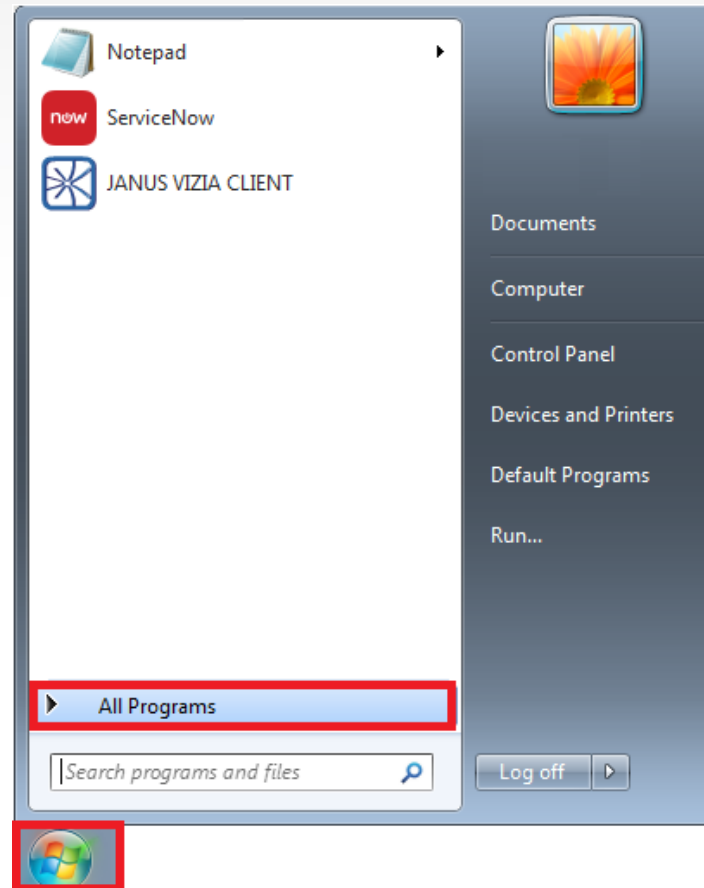 Notepad
now
ServiceNow
JANUS VIZIA CLIENT
All Programs
Search programs and files
Documents
Computer
Control Panel
Devices and Printers
Default Programs
Run...
Log off